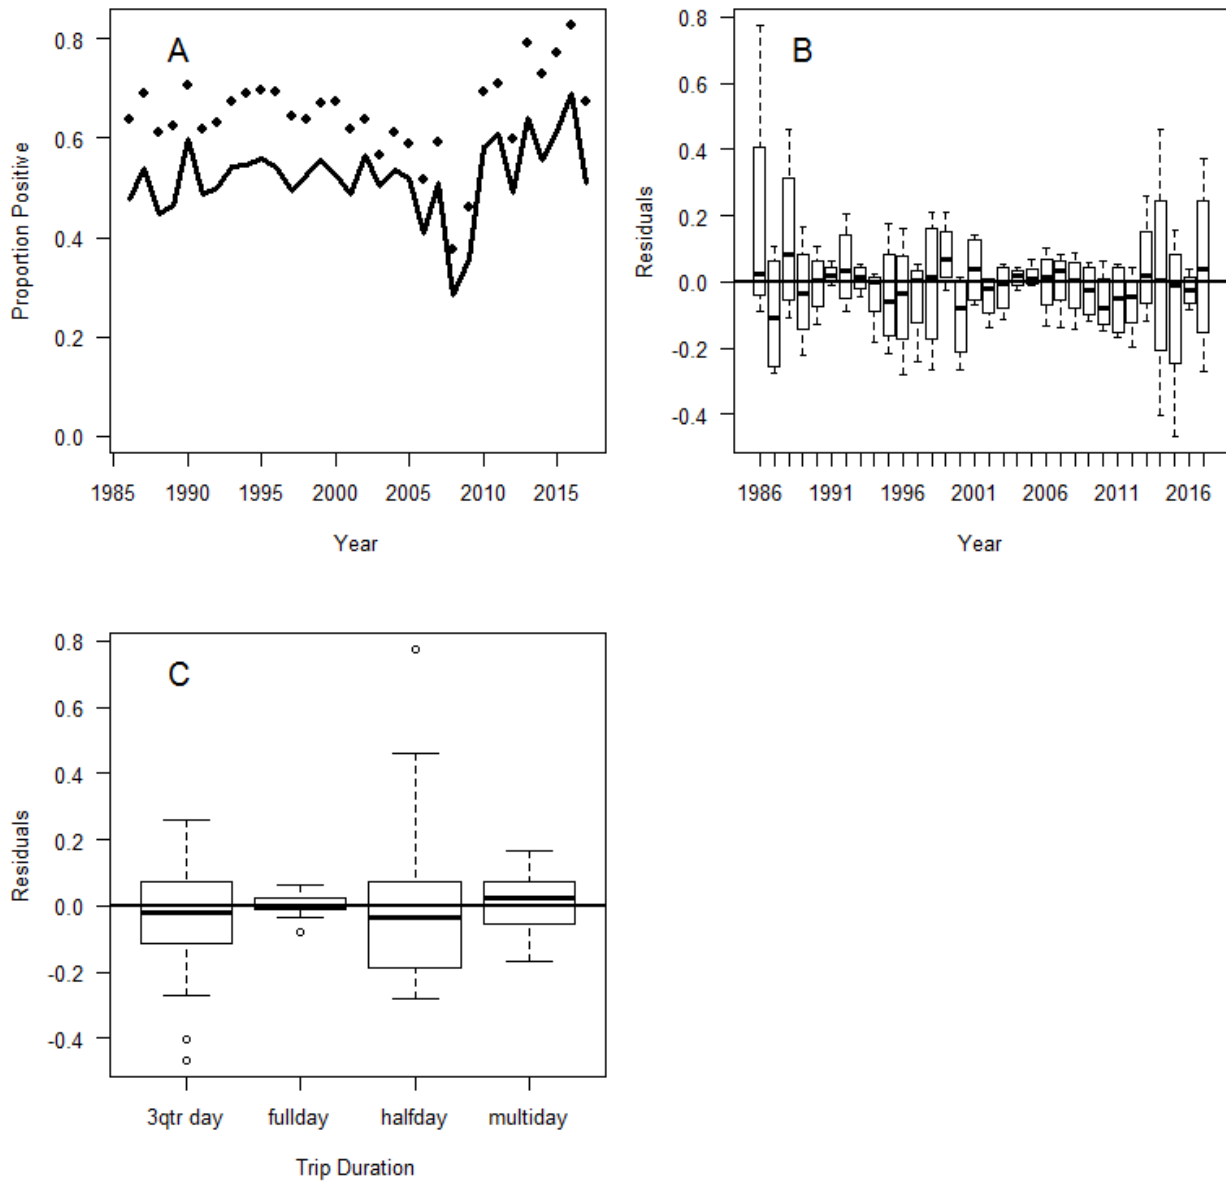 A
Proportion Positive
0.8
0.6
0.4
0.2
0.0
1985 1990 1995 2000 2005 2010 2015
Year
B
Residuals
0.8
0.6
0.4
0.2
0.0
-0.2
-0.4
1986 1991 1996 2001 2006 2011 2016
Year
C
Residuals
0.8
0.6
0.4
0.2
0.0
-0.2
-0.4
3qtr day fullday halfday multiday
Trip Duration